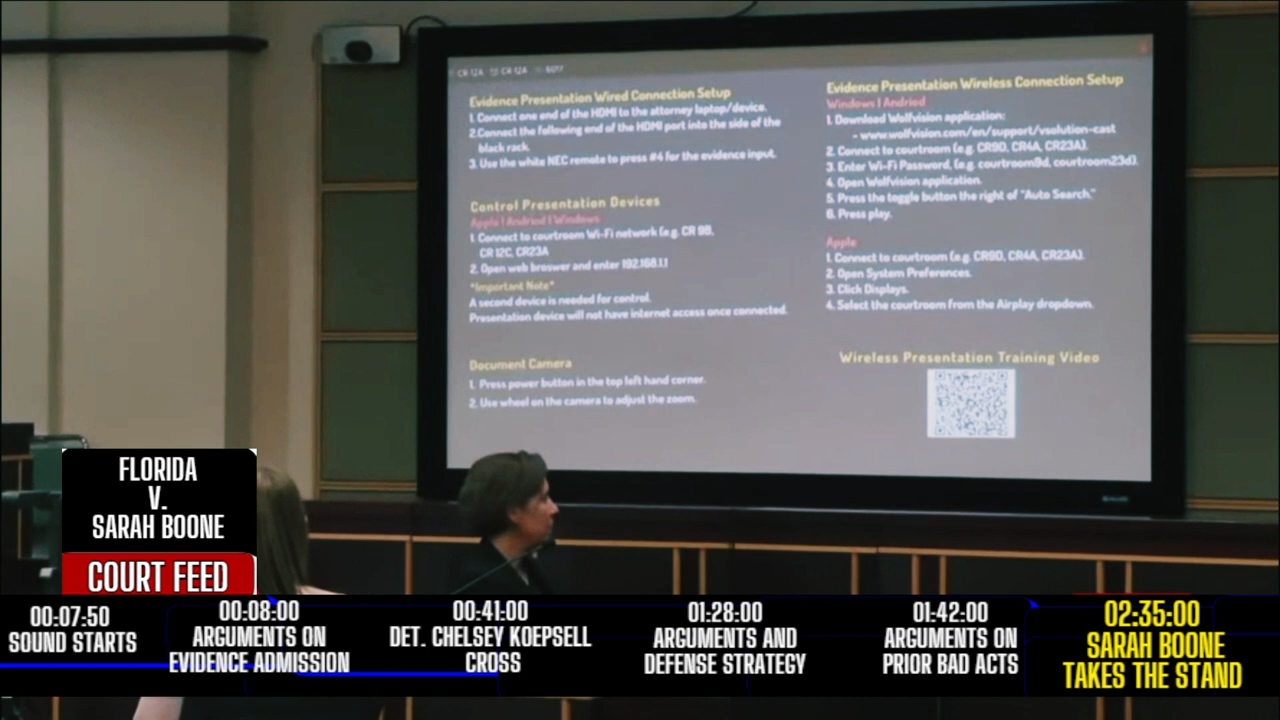 CR 12A CR 12A 6017
Evidence Presentation Wired Connection Setup
1. Connect one end of the HDMI to the attorney laptop/device.
2.Connect the following end of the HDMI port into the side of the
black rack.
3. Use the white NEC remote to press #4 for the evidence input.
Control Presentation Devices
Apple | Andriod | Windows
1. Connect to courtroom Wi-Fi network (e.g. CR 9B,
CR 12C, CR23A
2. Open web broswer and enter 192.168.1.1
*Important Note*
A second device is needed for control.
Presentation device will not have internet access once connected.
Document Camera
1. Press power button in the top left hand corner.
2. Use wheel on the camera to adjust the zoom.
Evidence Presentation Wireless Connection Setup
Windows | Andriod
1. Download Wolfvision application:
- www.wolfvision.com/en/support/vsolution-cast
2. Connect to courtroom (e.g. CR9D, CR4A, CR23A).
3. Enter Wi-Fi Password, (e.g. courtroom9d, courtroom23d).
4. Open Wolfvision application.
5. Press the toggle button the right of "Auto Search."
6. Press play.
Apple
1. Connect to courtroom (e.g. CR9D, CR4A, CR23A).
2. Open System Preferences.
3. Click Displays.
4. Select the courtroom from the Airplay dropdown.
Wireless Presentation Training Video
FLORIDA
V.
SARAH BOONE
COURT FEED
00:07:50
SOUND STARTS
00:08:00
ARGUMENTS ON
EVIDENCE ADMISSION
00:41:00
DET. CHELSEY KOEPSELL
CROSS
01:28:00
ARGUMENTS AND
DEFENSE STRATEGY
01:42:00
ARGUMENTS ON
PRIOR BAD ACTS
02:35:00
SARAH BOONE
TAKES THE STAND